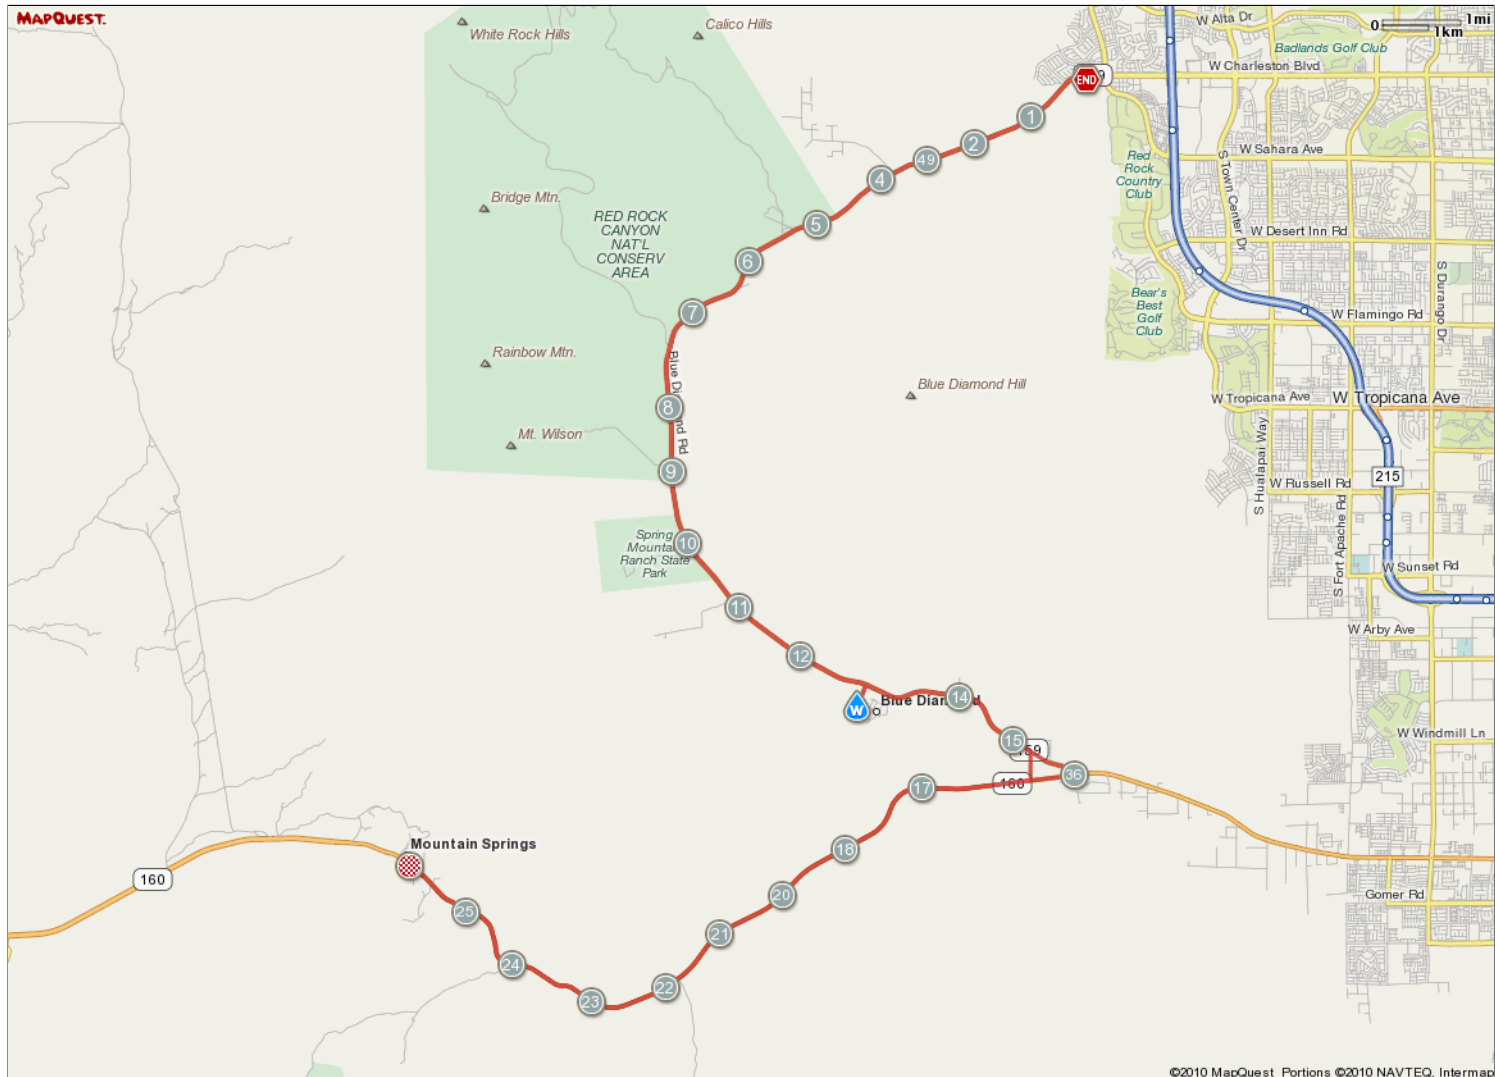 MAPQUEST.
White Rock Hills
Calico Hills
W Alta Dr
0
1mi
1km
Badlands Golf Club
W Charleston Blvd
END
9
1
2
49
4
5
6
7
8
9
10
11
12
14
15
36
17
18
20
21
22
23
24
25
Red
Rock
Country
Club
W Sahara Ave
S Town Center Dr
W Desert Inn Rd
Bridge Mtn.
RED ROCK
CANYON
NAT'L
CONSERV
AREA
Bear's
Best
Golf
Club
S Durango Dr
W Flamingo Rd
Rainbow Mtn.
Blue Diamond Hill
W Tropicana Ave
W Tropicana Ave
Mt. Wilson
S Hualapai Way
215
W Russell Rd
S Fort Apache Rd
Spring
Ranch State
Park
W Sunset Rd
W Arby Ave
W
W Windmill Ln
160
Mountain Springs
160
Gomer Rd
©2010 MapQuest Portions ©2010 NAVTEQ, Intermap